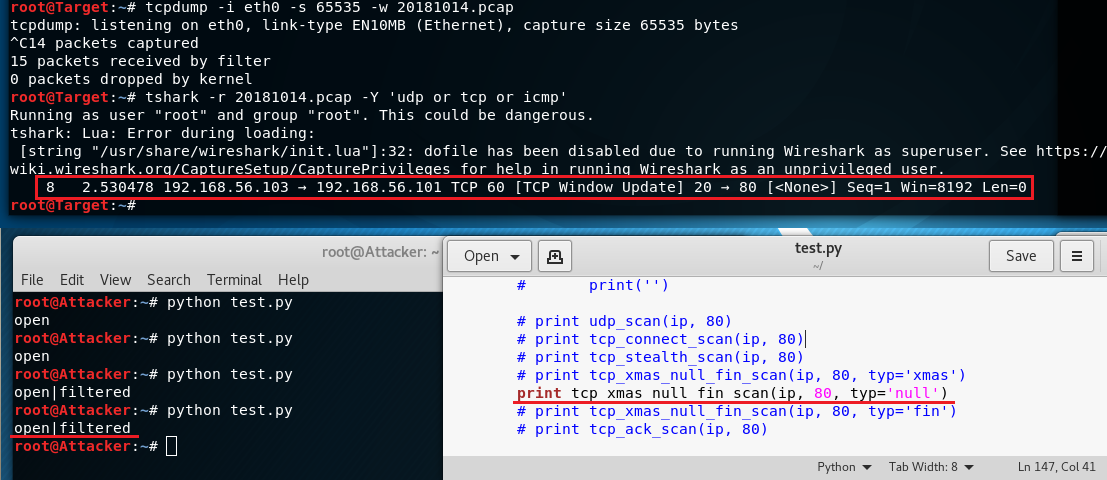 root@Target:~# tcpdump -i eth0 -s 65535 -w 20181014.pcap
tcpdump: listening on eth0, link-type EN10MB (Ethernet), capture size 65535 bytes
^C14 packets captured
15 packets received by filter
0 packets dropped by kernel
root@Target:~# tshark -r 20181014.pcap -Y 'udp or tcp or icmp'
Running as user "root" and group "root". This could be dangerous.
tshark: Lua: Error during loading:
 [string "/usr/share/wireshark/init.lua"]:32: dofile has been disabled due to running Wireshark as superuser. See https://
wiki.wireshark.org/CaptureSetup/CapturePrivileges for help in running Wireshark as an unprivileged user.
8   2.530478 192.168.56.103 → 192.168.56.101 TCP 60 [TCP Window Update] 20 → 80 [<None>] Seq=1 Win=8192 Len=0
root@Target:~#
root@Attacker: ~
File Edit View Search Terminal Help
root@Attacker:~# python test.py
open
root@Attacker:~# python test.py
open
root@Attacker:~# python test.py
open|filtered
root@Attacker:~# python test.py
open|filtered
root@Attacker:~#
Open
test.py
~/
Save
#       print('')
# print udp_scan(ip, 80)
# print tcp_connect_scan(ip, 80)
# print tcp_stealth_scan(ip, 80)
# print tcp_xmas_null_fin_scan(ip, 80, typ='xmas')
print tcp_xmas_null_fin_scan(ip, 80, typ='null')
# print tcp_xmas_null_fin_scan(ip, 80, typ='fin')
# print tcp_ack_scan(ip, 80)
Python Tab Width: 8 Ln 147, Col 41